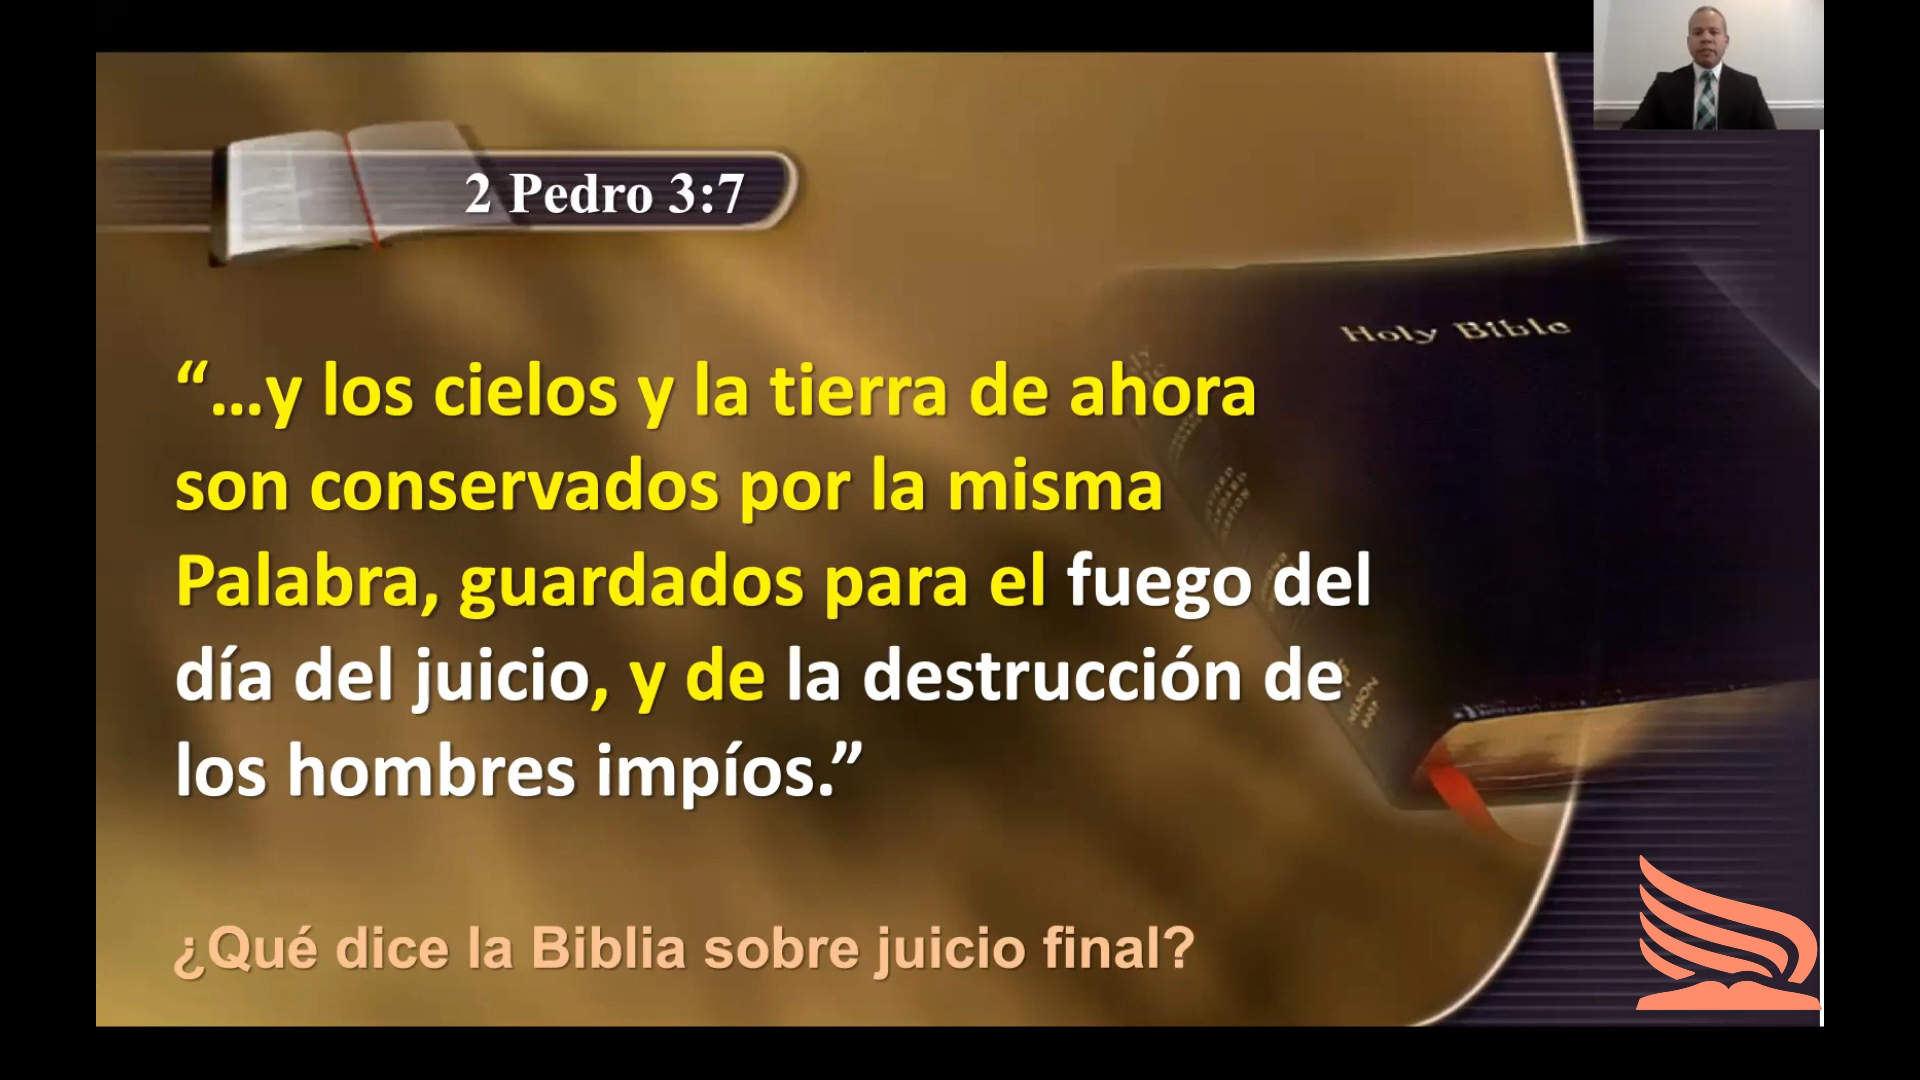 2 Pedro 3:7
Holy Bible
“...y los cielos y la tierra de ahora
son conservados por la misma
Palabra, guardados para el fuego del
día del juicio, y de la destrucción de
los hombres impíos.”
¿Qué dice la Biblia sobre juicio final?